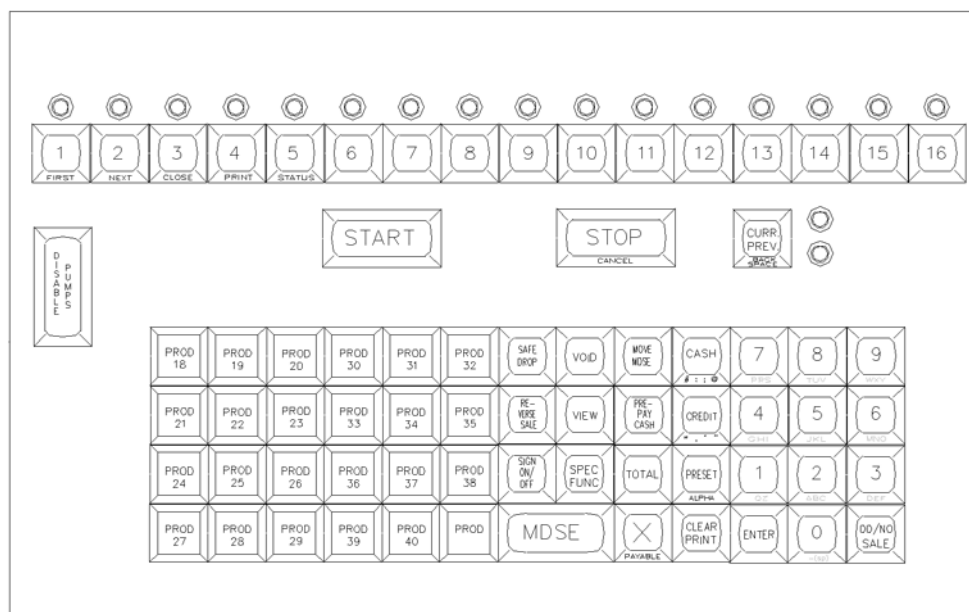 1 2 3 4 5 6 7 8 9 10 11 12 13 14 15 16
FIRST NEXT CLOSE PRINT STATUS
START STOP CURR. PREV.
CANCEL BACK SPACE
DISABLE PUMPS
PROD 18 PROD 19 PROD 20 PROD 30 PROD 31 PROD 32 SAFE DROP VOID MOVE MDSE CASH 7 8 9
# : ; @ PRS TUV WXY
PROD 21 PROD 22 PROD 23 PROD 33 PROD 34 PROD 35 RE- VERSE SALE VIEW PRE- PAY CASH CREDIT 4 5 6
GHI JKL MNO
PROD 24 PROD 25 PROD 26 PROD 36 PROD 37 PROD 38 SIGN ON/ OFF SPEC FUNC TOTAL PRESET 1 2 3
ALPHA QZ ABC DEF
PROD 27 PROD 28 PROD 29 PROD 39 PROD 40 PROD MDSE X CLEAR PRINT ENTER 0 DD/NO SALE
PAYABLE